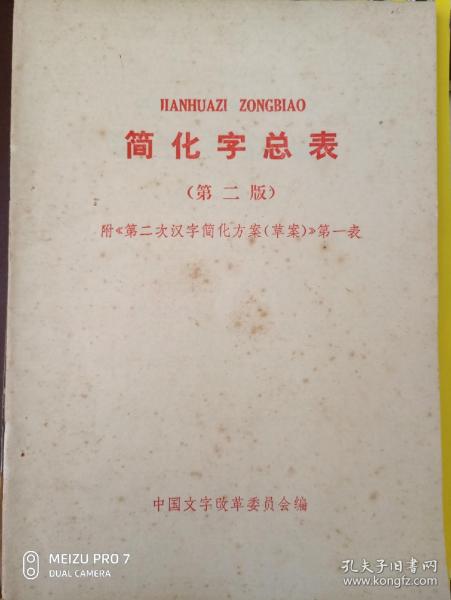 JIANHUAZI ZONGBIAO
简化字总表
(第二版)
附《第二次汉字简化方案(草案)》第一表
中国文字改革委员会编
MEIZU PRO 7
DUAL CAMERA
孔夫子旧书网
www.kongfz.com